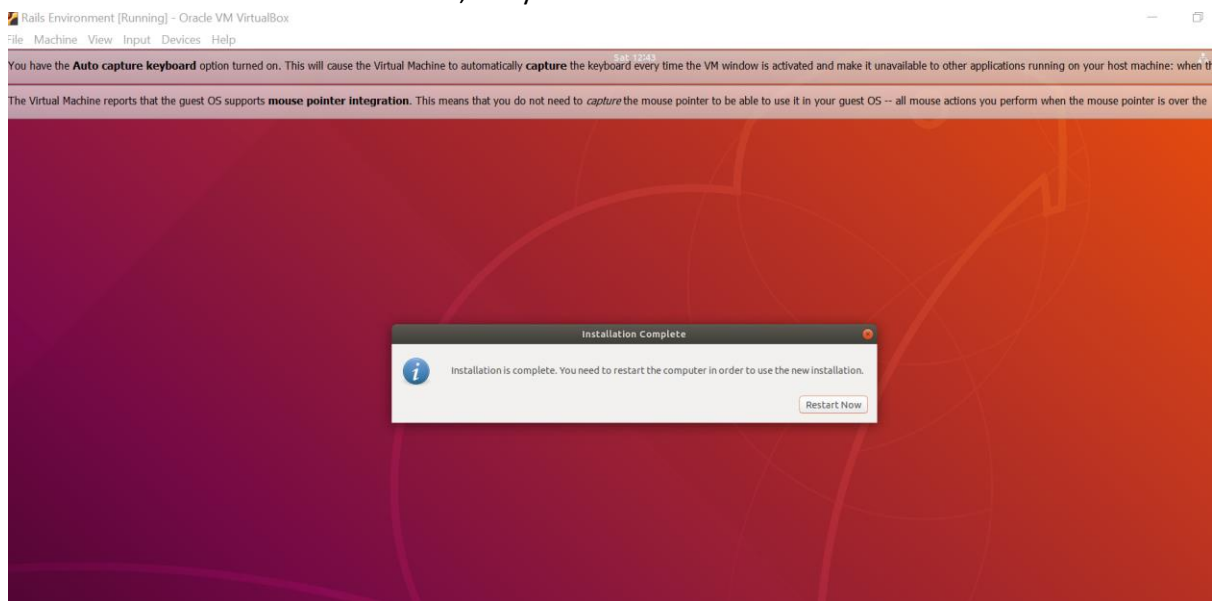 Rails Environment [Running] - Oracle VM VirtualBox
File Machine View Input Devices Help
Sat 12:43
You have the Auto capture keyboard option turned on. This will cause the Virtual Machine to automatically capture the keyboard every time the VM window is activated and make it unavailable to other applications running on your host machine: when th
The Virtual Machine reports that the guest OS supports mouse pointer integration. This means that you do not need to capture the mouse pointer to be able to use it in your guest OS -- all mouse actions you perform when the mouse pointer is over the
Installation Complete
Installation is complete. You need to restart the computer in order to use the new installation.
Restart Now